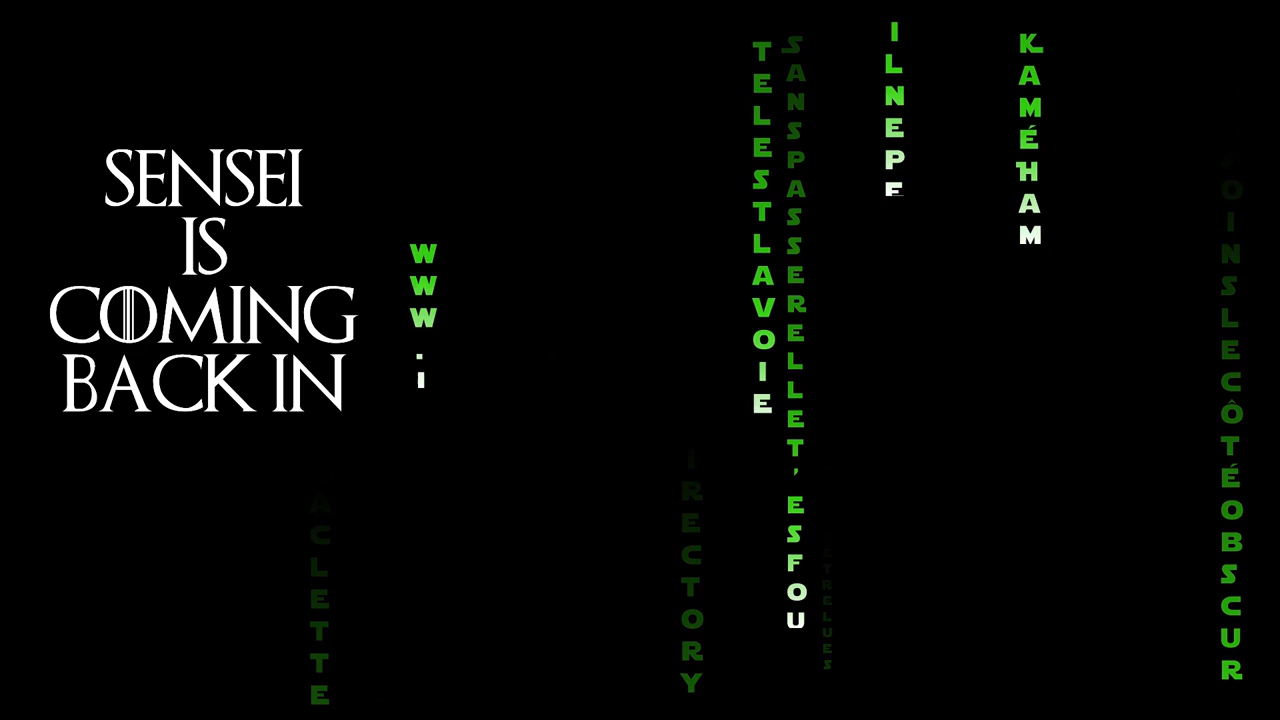 SENSEI
IS
COMING
BACK IN
www.i
ACLETTE
IRECTORY
TELESTLAVOIE
SANSPASSERELLET'ESFOU
ILNEPE
KAMÉHAM
OINSLECÔTÉOBSCUR